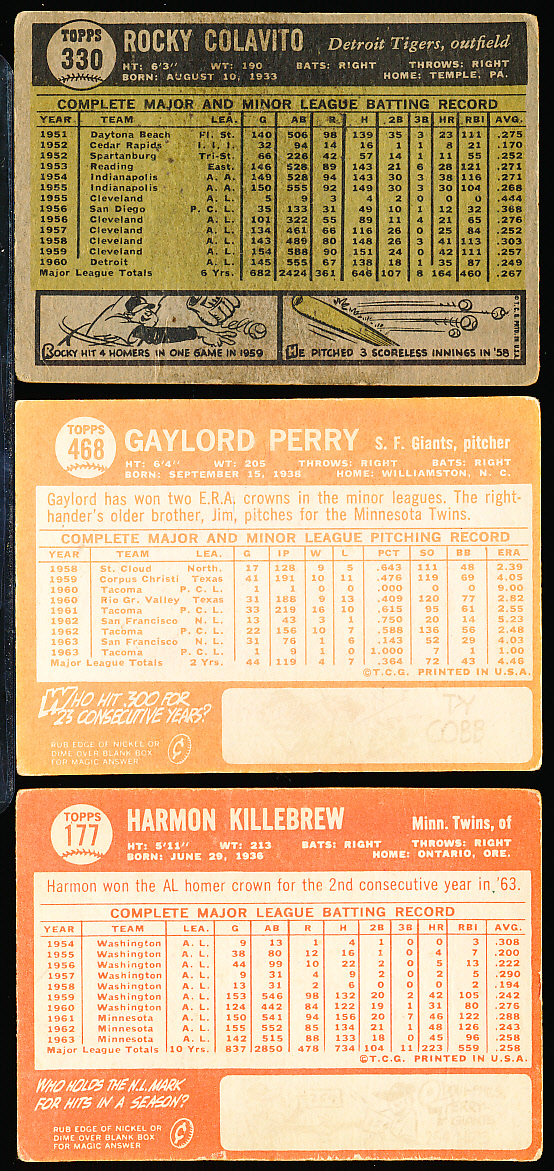 TOPPS
330
ROCKY COLAVITO Detroit Tigers, outfield
HT: 6'3" WT: 190 BATS: RIGHT THROWS: RIGHT
BORN: AUGUST 10, 1933 HOME: TEMPLE, PA.
COMPLETE MAJOR AND MINOR LEAGUE BATTING RECORD
YEAR TEAM LEA. G AB R H 2B 3B HR RBI AVG.
1951 Daytona Beach Fl. St. 140 506 98 139 35 3 23 111 .275
1952 Cedar Rapids I. I. I. 32 94 14 16 1 1 8 21 .170
1952 Spartanburg Tri-St. 66 226 42 57 14 1 11 55 .252
1953 Reading East. 146 528 89 143 21 6 28 121 .271
1954 Indianapolis A. A. 149 528 94 143 30 3 38 116 .271
1955 Indianapolis A. A. 150 555 92 149 30 3 30 104 .268
1955 Cleveland A. L. 5 9 3 4 2 0 0 0 .444
1956 San Diego P. C. L. 35 133 31 49 10 1 12 32 .368
1956 Cleveland A. L. 101 322 55 89 11 4 21 65 .276
1957 Cleveland A. L. 134 461 66 116 26 0 25 84 .252
1958 Cleveland A. L. 143 489 80 148 26 3 41 113 .303
1959 Cleveland A. L. 154 588 90 151 24 0 42 111 .257
1960 Detroit A. L. 145 555 67 138 18 1 35 87 .249
Major League Totals 6 Yrs. 682 2424 361 646 107 8 164 460 .267
ROCKY HIT 4 HOMERS IN ONE GAME IN 1959
HE PITCHED 3 SCORELESS INNINGS IN '58
©T.C.G. PRTD. IN U.S.A.
TOPPS
468
GAYLORD PERRY S. F. Giants, pitcher
HT: 6'4" WT: 205 THROWS: RIGHT BATS: RIGHT
BORN: SEPTEMBER 15, 1938 HOME: WILLIAMSTON, N. C.
Gaylord has won two E.R.A. crowns in the minor leagues. The right-
hander's older brother, Jim, pitches for the Minnesota Twins.
COMPLETE MAJOR AND MINOR LEAGUE PITCHING RECORD
YEAR TEAM LEA. G IP W L PCT SO BB ERA
1958 St. Cloud North. 17 128 9 5 .643 111 48 2.39
1959 Corpus Christi Texas 41 191 10 11 .476 119 69 4.05
1960 Tacoma P. C. L. 1 1 0 0 .000 0 0 9.00
1960 Rio Gr. Valley Texas 31 188 9 13 .409 120 77 2.82
1961 Tacoma P. C. L. 33 219 16 10 .615 95 61 2.55
1962 San Francisco N. L. 13 43 3 1 .750 20 14 5.23
1962 Tacoma P. C. L. 22 156 10 7 .588 136 56 2.48
1963 San Francisco N. L. 31 76 1 6 .143 52 29 4.03
1963 Tacoma P. C. L. 1 9 1 0 1.000 7 1 1.00
Major League Totals 2 Yrs. 44 119 4 7 .364 72 43 4.46
©T.C.G. PRINTED IN U.S.A.
WHO HIT .300 FOR
23 CONSECUTIVE YEARS?
TY
COBB
RUB EDGE OF NICKEL OR
DIME OVER BLANK BOX
FOR MAGIC ANSWER
TOPPS
177
HARMON KILLEBREW Minn. Twins, of
HT: 5'11" WT: 213 BATS: RIGHT THROWS: RIGHT
BORN: JUNE 29, 1936 HOME: ONTARIO, ORE.
Harmon won the AL homer crown for the 2nd consecutive year in '63.
COMPLETE MAJOR LEAGUE BATTING RECORD
YEAR TEAM LEA. G AB R H 2B 3B HR RBI AVG.
1954 Washington A. L. 9 13 1 4 1 0 0 3 .308
1955 Washington A. L. 38 80 12 16 1 0 4 7 .200
1956 Washington A. L. 44 99 10 22 2 0 5 13 .222
1957 Washington A. L. 9 31 4 9 2 0 2 5 .290
1958 Washington A. L. 13 31 2 6 0 0 0 2 .194
1959 Washington A. L. 153 546 98 132 20 2 42 105 .242
1960 Washington A. L. 124 442 84 122 19 1 31 80 .276
1961 Minnesota A. L. 150 541 94 156 20 7 46 122 .288
1962 Minnesota A. L. 155 552 85 134 21 1 48 126 .243
1963 Minnesota A. L. 142 515 88 133 18 0 45 96 .258
Major League Totals 10 Yrs. 837 2850 478 734 104 11 223 559 .258
©T.C.G. PRINTED IN U.S.A.
WHO HOLDS THE N.L. MARK
FOR HITS IN A SEASON?
RUB EDGE OF NICKEL OR
DIME OVER BLANK BOX
FOR MAGIC ANSWER